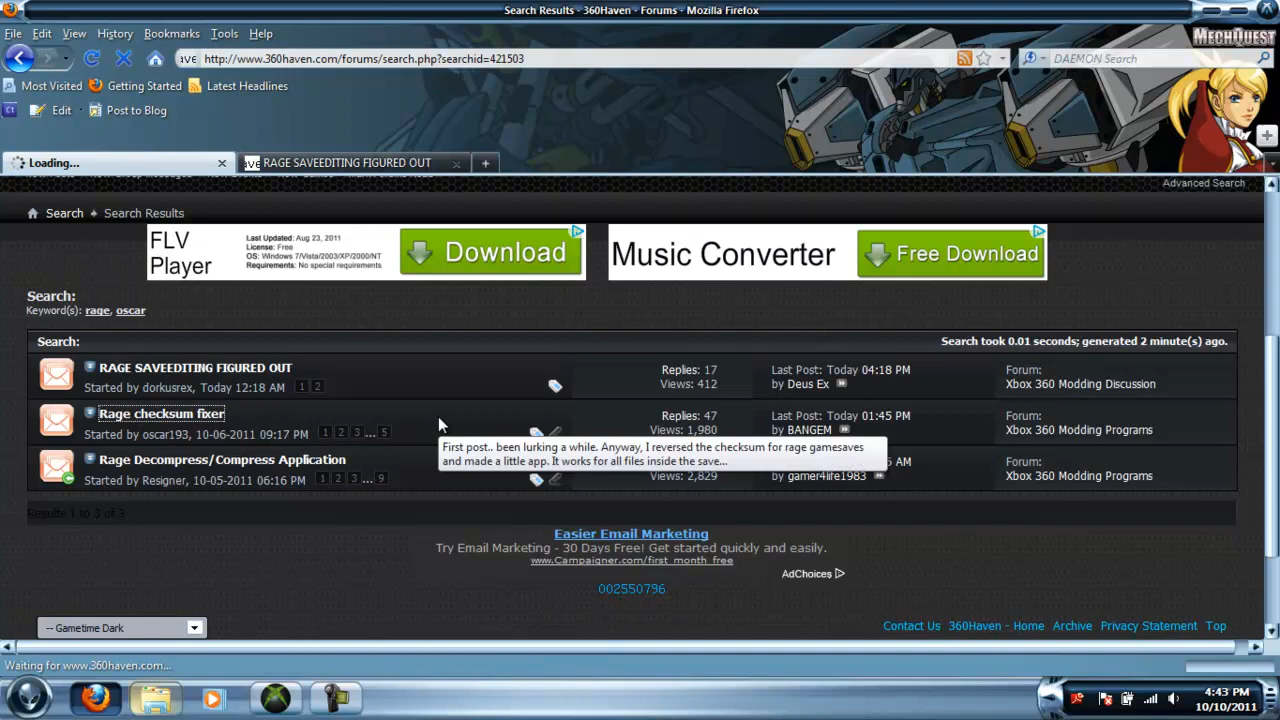 Search Results - 360Haven - Forums - Mozilla Firefox
File Edit View History Bookmarks Tools Help
MECHQUEST
ave http://www.360haven.com/forums/search.php?searchid=421503
DAEMON Search
Most Visited Getting Started Latest Headlines
Edit Post to Blog
Loading...
ave RAGE SAVEEDITING FIGURED OUT
Advanced Search
Search Search Results
FLV Player
Last Updated: Aug 23, 2011
License: Free
OS: Windows 7/Vista/2003/XP/2000/NT
Requirements: No special requirements
Download
Music Converter
Free Download
Search:
Keyword(s): rage, oscar
Search:
Search took 0.01 seconds; generated 2 minute(s) ago.
RAGE SAVEEDITING FIGURED OUT
Started by dorkusrex, Today 12:18 AM 1 2
Replies: 17
Views: 412
Last Post: Today 04:18 PM
by Deus Ex
Forum:
Xbox 360 Modding Discussion
Rage checksum fixer
Started by oscar193, 10-06-2011 09:17 PM 1 2 3 ... 5
Replies: 47
Views: 1,980
Last Post: Today 01:45 PM
by BANGEM
Forum:
Xbox 360 Modding Programs
First post.. been lurking a while. Anyway, I reversed the checksum for rage gamesaves
and made a little app. It works for all files inside the save...
Rage Decompress/Compress Application
Started by Resigner, 10-05-2011 06:16 PM 1 2 3 ... 9
Views: 2,829
AM
by gamer4life1983
Forum:
Xbox 360 Modding Programs
Results 1 to 3 of 3
Easier Email Marketing
Try Email Marketing - 30 Days Free! Get started quickly and easily.
www.Campaigner.com/first_month_free
AdChoices
002550796
-- Gametime Dark
Contact Us 360Haven - Home Archive Privacy Statement Top
Waiting for www.360haven.com...
4:43 PM
10/10/2011